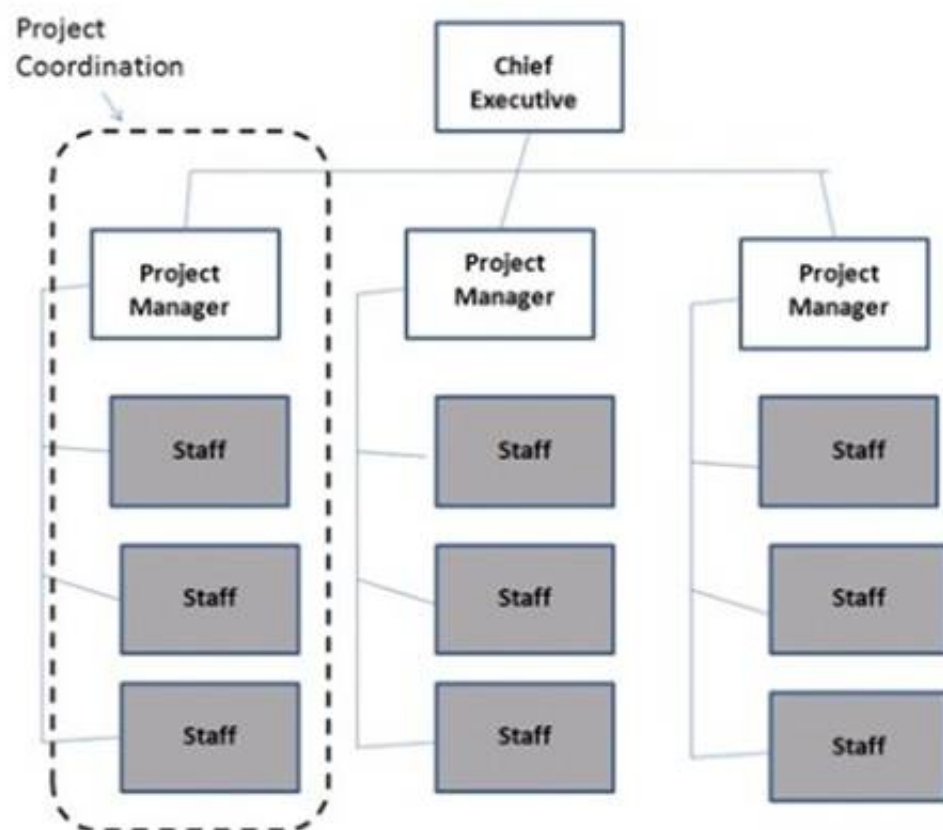 Project
Coordination
Chief
Executive
Project
Manager
Project
Manager
Project
Manager
Staff
Staff
Staff
Staff
Staff
Staff
Staff
Staff
Staff